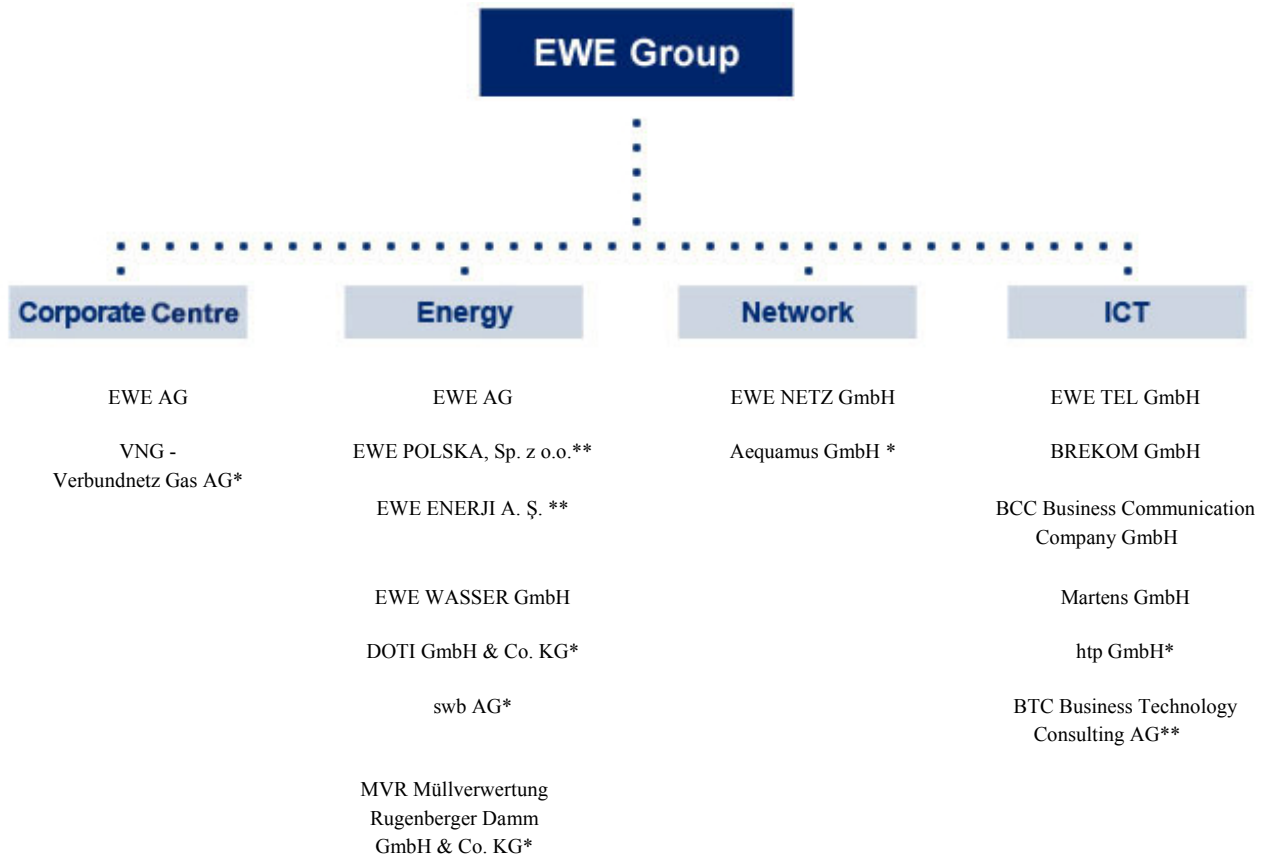 EWE Group
Corporate Centre
EWE AG
VNG -
Verbundnetz Gas AG*
Energy
EWE AG
EWE POLSKA, Sp. z o.o.**
EWE ENERJI A. Ş. **
EWE WASSER GmbH
DOTI GmbH & Co. KG*
swb AG*
MVR Müllverwertung
Rugenberger Damm
GmbH & Co. KG*
Network
EWE NETZ GmbH
Aequamus GmbH *
ICT
EWE TEL GmbH
BREKOM GmbH
BCC Business Communication
Company GmbH
Martens GmbH
htp GmbH*
BTC Business Technology
Consulting AG**